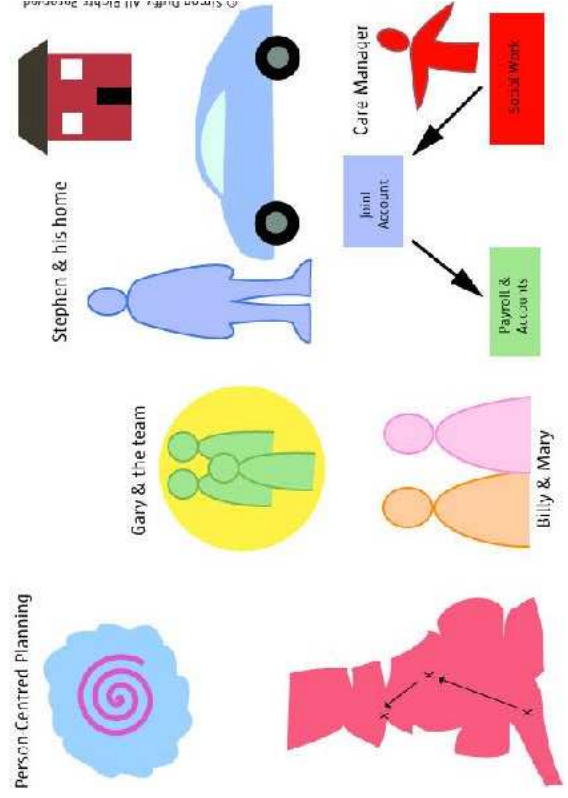 Person-Centred Planning
Gary & the team
Stephen & his home
Billy & Mary
Joint
Account
Payroll &
Accounts
Care Manager
Social Work
© Simon Duffy. All Rights Reserved